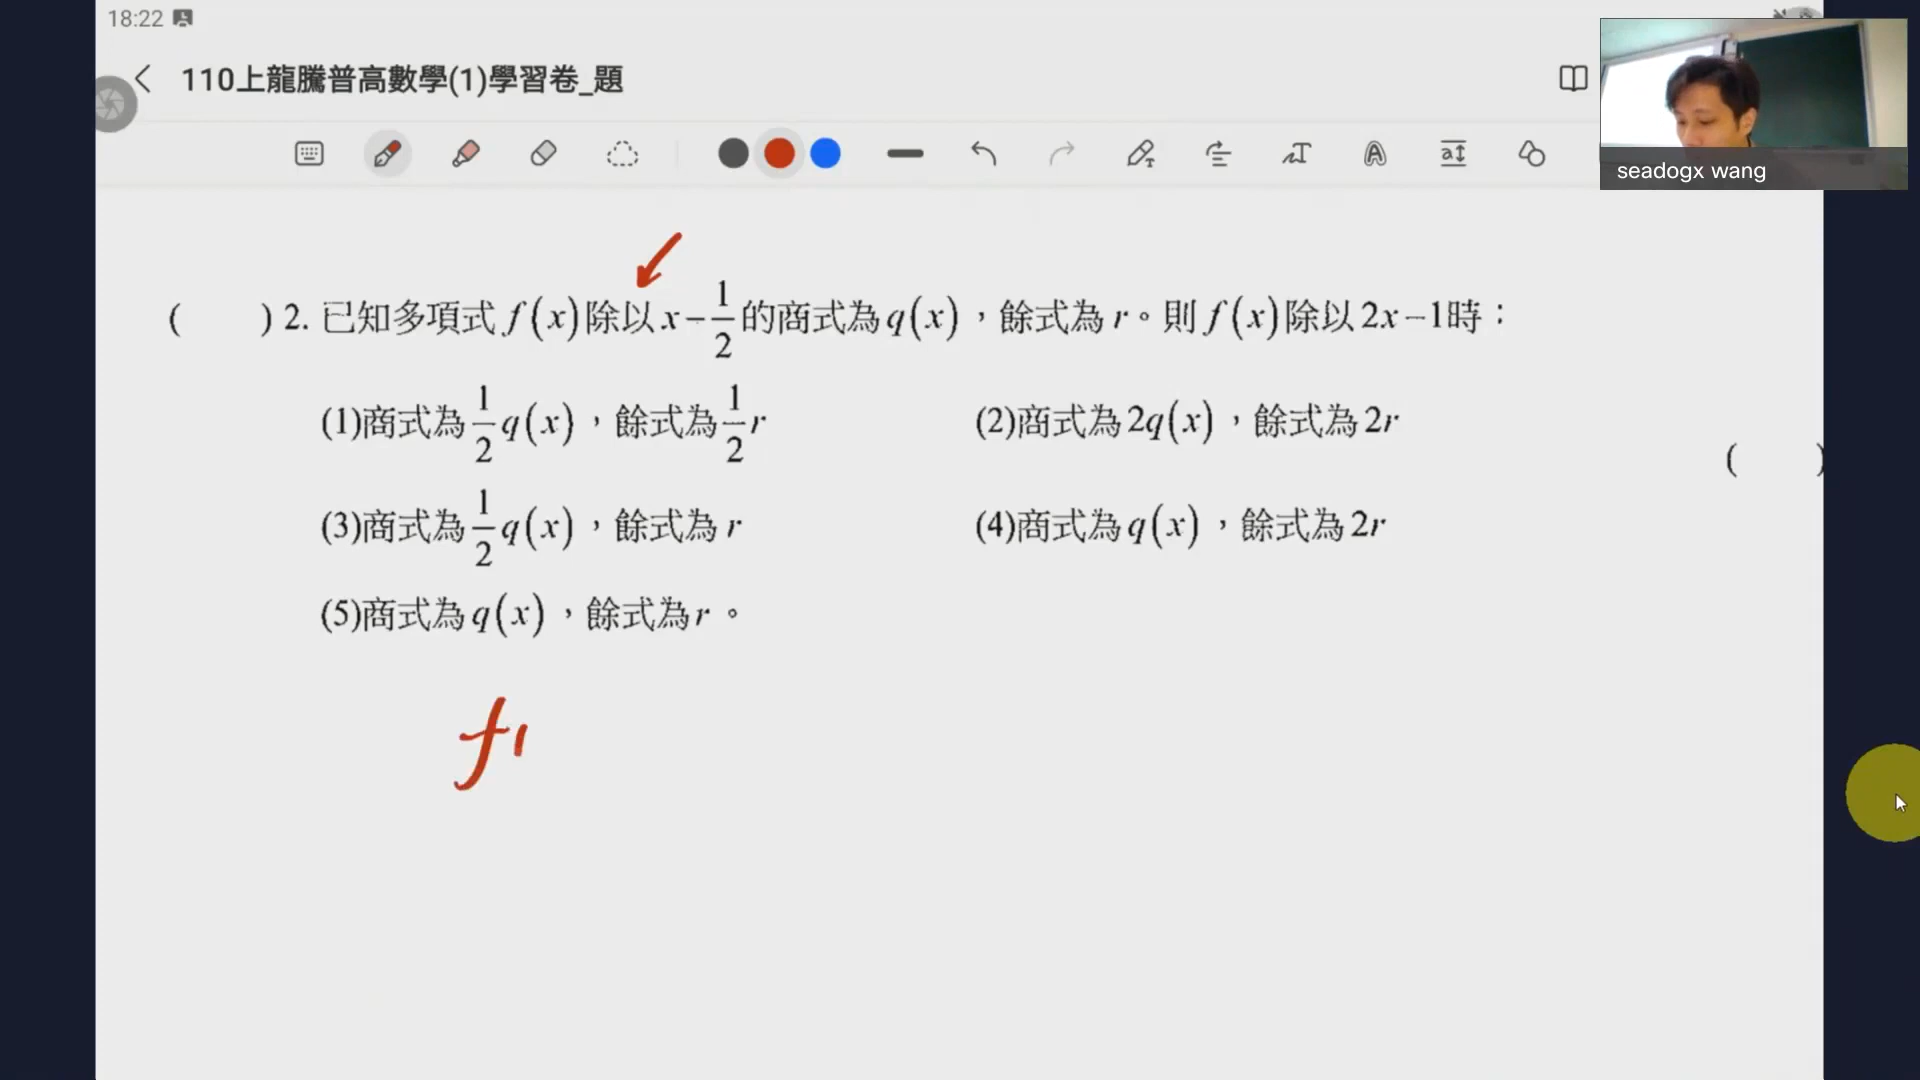 18:22
110上龍騰普高數學(1)學習卷_題
seadogx wang
(  ) 2. 已知多項式 f(x) 除以 x−1/2 的商式為 q(x)，餘式為 r。則 f(x) 除以 2x−1 時：
(1)商式為 1/2 q(x)，餘式為 1/2 r (2)商式為 2q(x)，餘式為 2r
(  )
(3)商式為 1/2 q(x)，餘式為 r (4)商式為 q(x)，餘式為 2r
(5)商式為 q(x)，餘式為 r。
f(